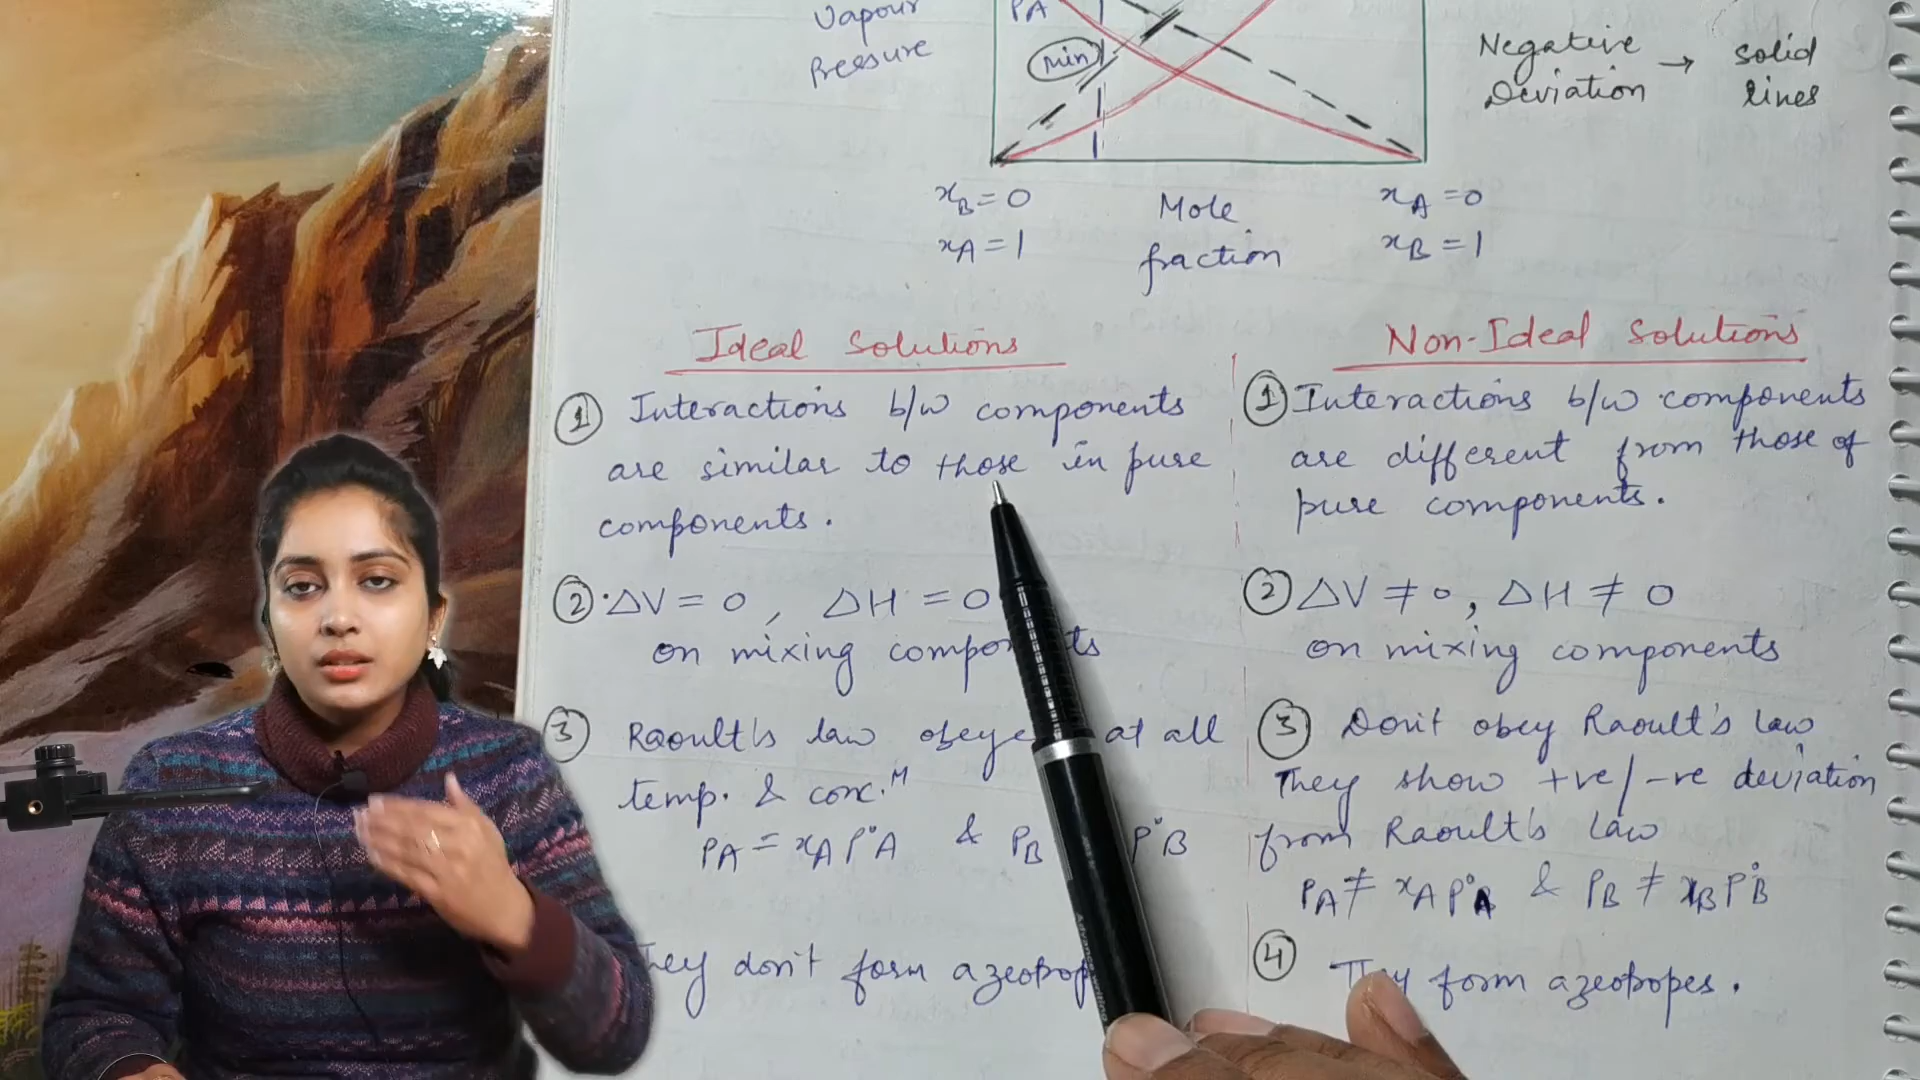 Vapour
Pressure
PA
min
Negative
Deviation → solid
lines
xB = 0
xA = 1
Mole
fraction
xA = 0
xB = 1
Ideal Solutions
① Interactions b/w components
are similar to those in pure
components.
② ΔV = 0, ΔH = 0
on mixing components
③ Raoult's law at all
temp. & conc.n
PA = xA P°A & PB P°B
don't form
Non-Ideal Solutions
① Interactions b/w components
are different from those of
pure components.
② ΔV ≠ 0, ΔH ≠ 0
on mixing components
③ Don't obey Raoult's law
They show +ve/-ve deviation
from Raoult's law
PA ≠ xA P°A & PB ≠ xB P°B
④ They form azeotropes.